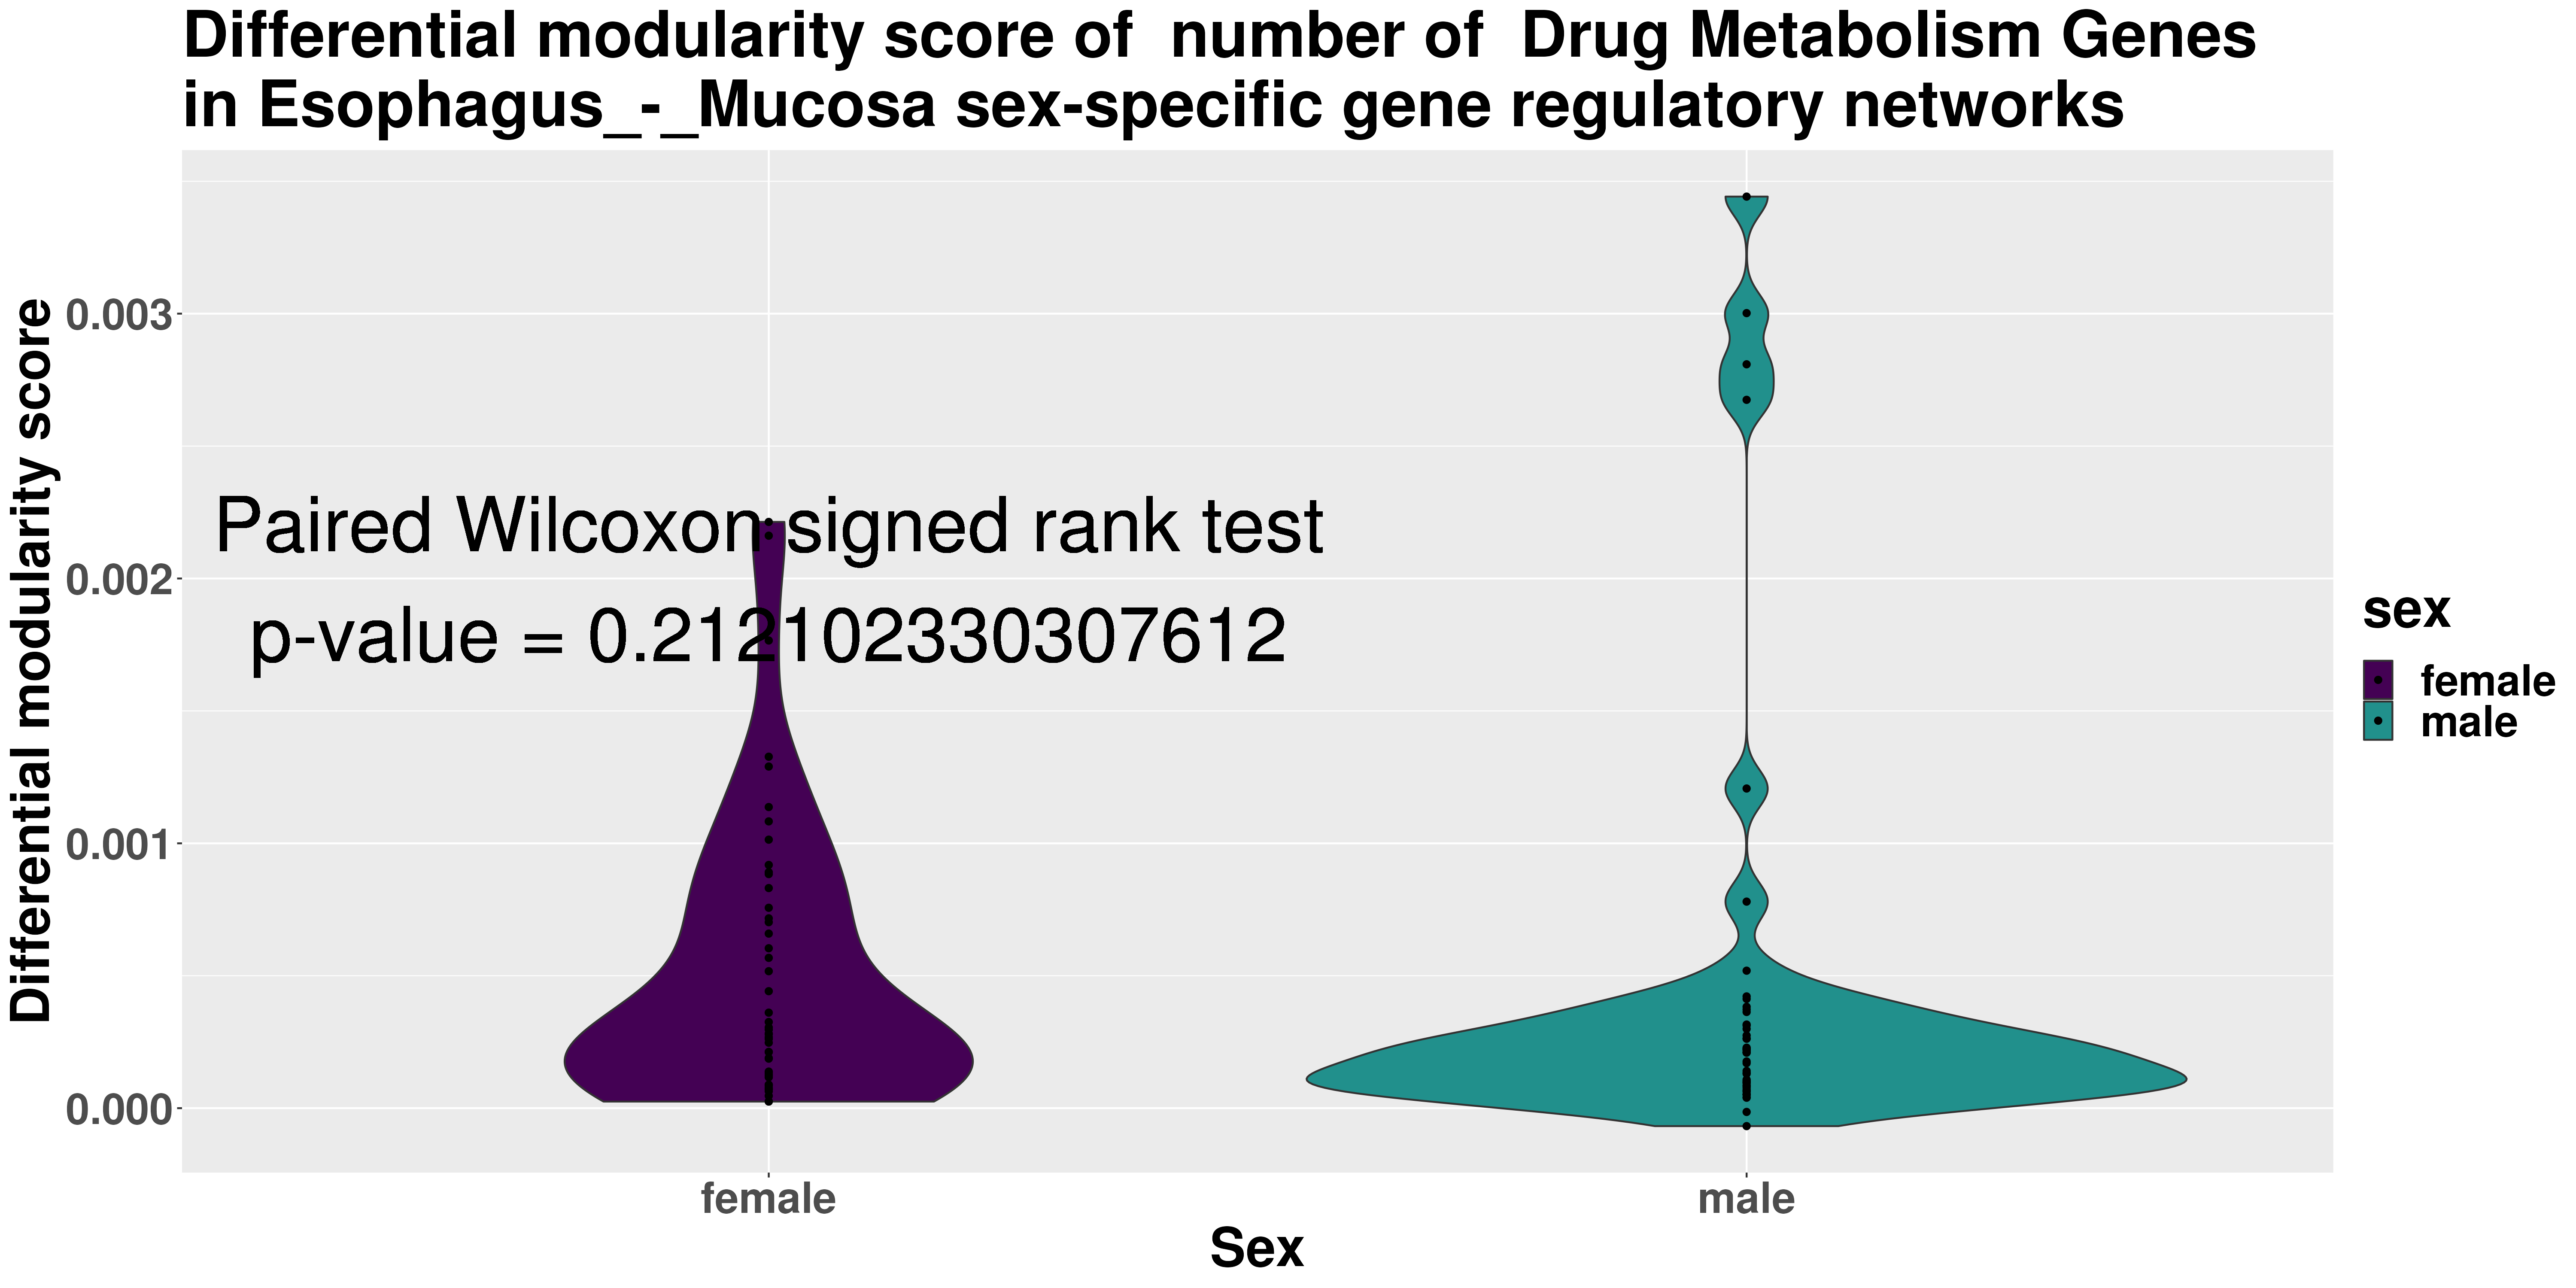 Differential modularity score of  number of  Drug Metabolism Genes
in Esophagus_-_Mucosa sex-specific gene regulatory networks
Differential modularity score
0.003
0.002
0.001
0.000
Paired Wilcoxon signed rank test
p-value = 0.212102330307612
female
male
Sex
sex
female
male